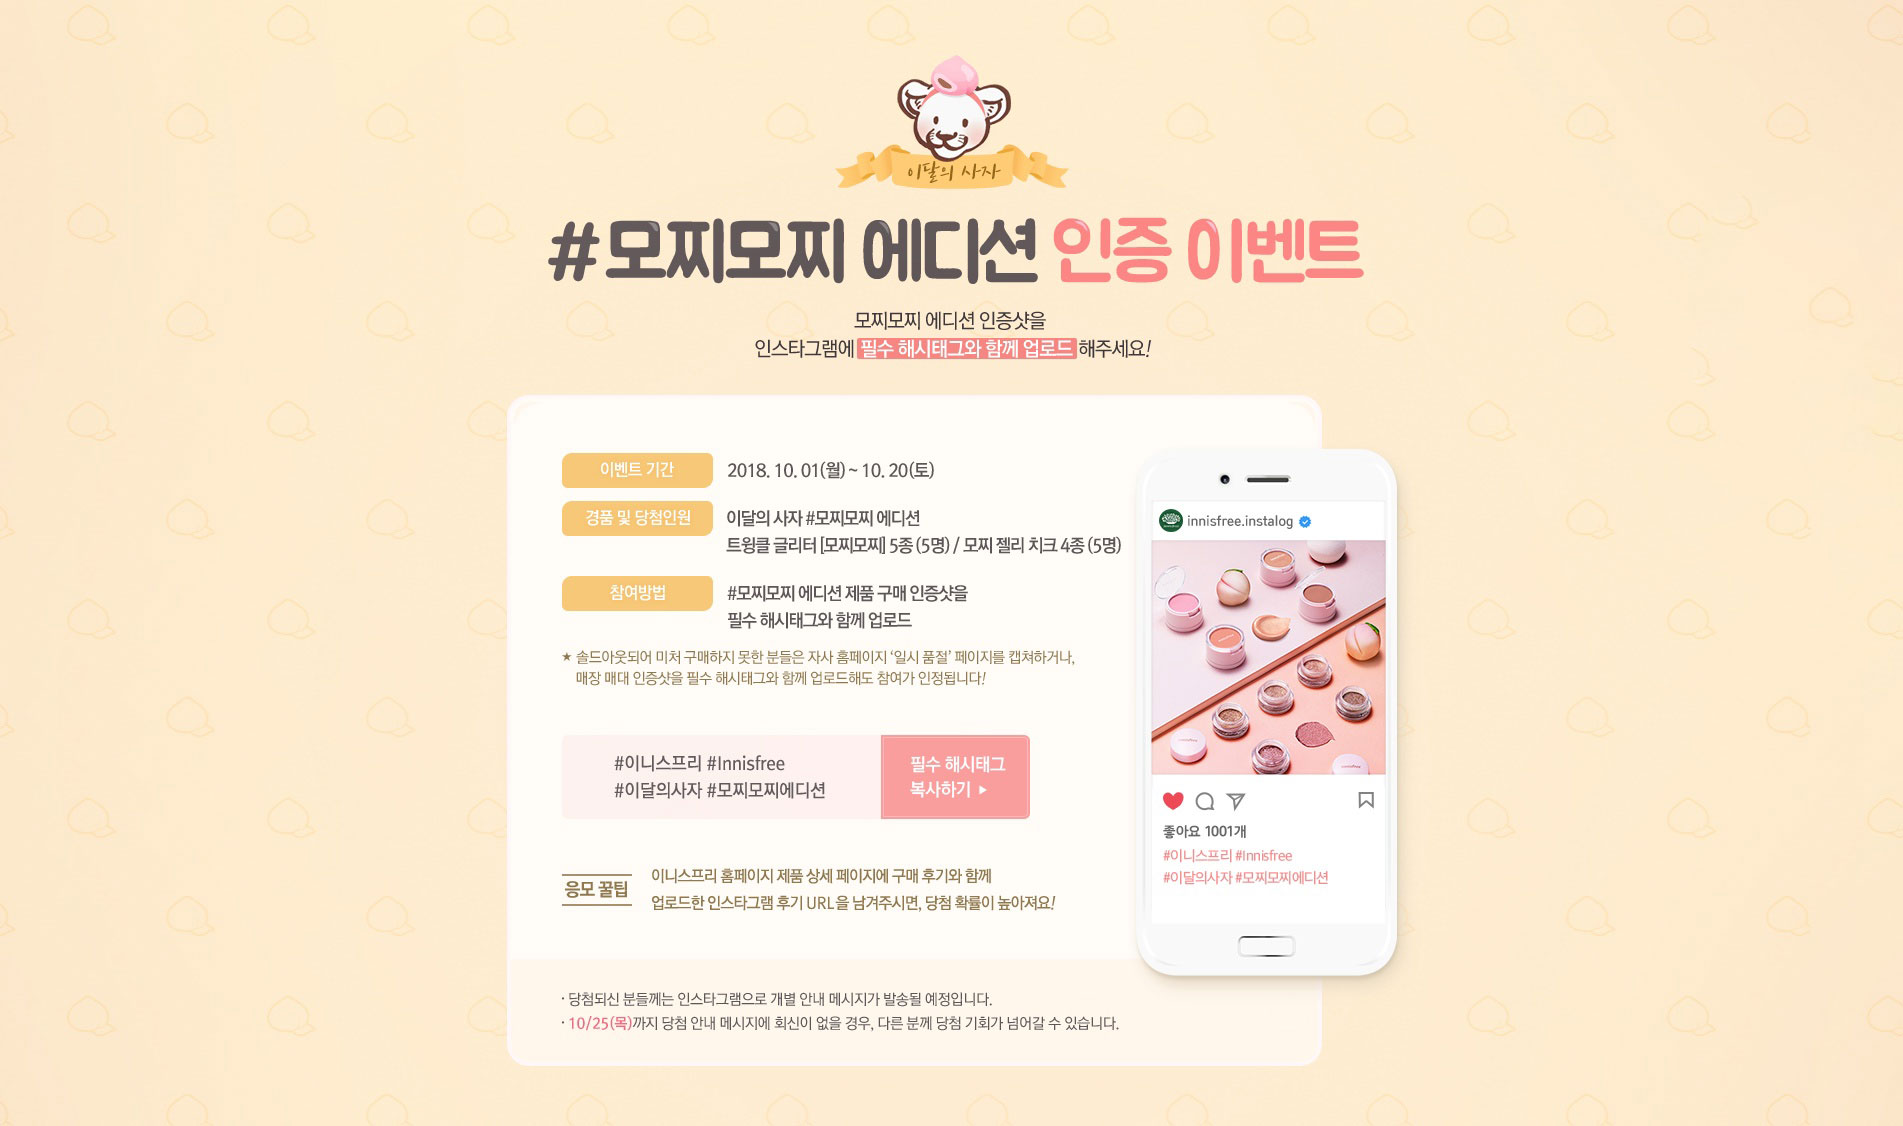 이달의 사자
#모찌모찌 에디션 인증 이벤트
모찌모찌 에디션 인증샷을
인스타그램에 필수 해시태그와 함께 업로드 해주세요!
이벤트 기간
2018. 10. 01(월) ~ 10. 20(토)
경품 및 당첨인원
이달의 사자 #모찌모찌 에디션
트윙클 글리터 [모찌모찌] 5종 (5명) / 모찌 젤리 치크 4종 (5명)
참여방법
#모찌모찌 에디션 제품 구매 인증샷을
필수 해시태그와 함께 업로드
★ 솔드아웃되어 미처 구매하지 못한 분들은 자사 홈페이지 ‘일시 품절’ 페이지를 캡쳐하거나,
매장 매대 인증샷을 필수 해시태그와 함께 업로드해도 참여가 인정됩니다!
#이니스프리 #Innisfree
#이달의사자 #모찌모찌에디션
필수 해시태그
복사하기 ▶
응모 꿀팁
이니스프리 홈페이지 제품 상세 페이지에 구매 후기와 함께
업로드한 인스타그램 후기 URL을 남겨주시면, 당첨 확률이 높아져요!
innisfree.instalog
좋아요 1001개
#이니스프리 #Innisfree
#이달의사자 #모찌모찌에디션
· 당첨되신 분들께는 인스타그램으로 개별 안내 메시지가 발송될 예정입니다.
· 10/25(목)까지 당첨 안내 메시지에 회신이 없을 경우, 다른 분께 당첨 기회가 넘어갈 수 있습니다.